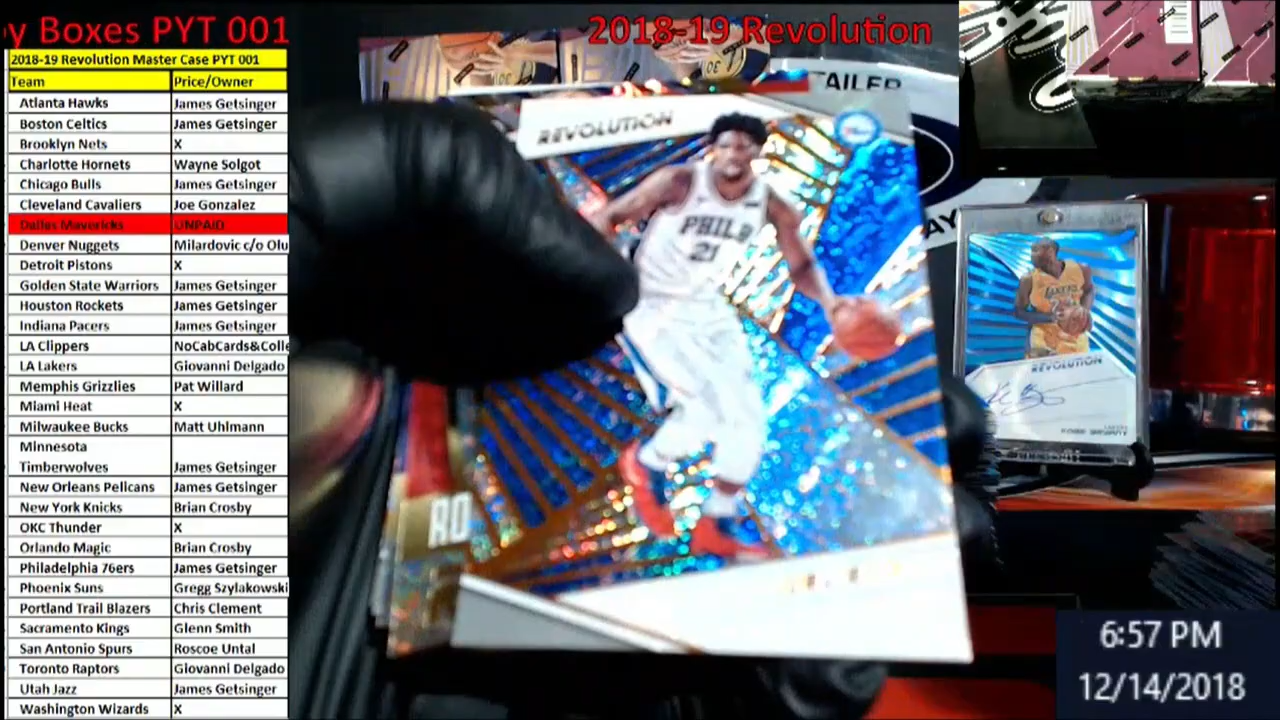 y Boxes PYT 001
2018-19 Revolution
2018-19 Revolution Master Case PYT 001
Team Price/Owner
Atlanta Hawks James Getsinger
Boston Celtics James Getsinger
Brooklyn Nets X
Charlotte Hornets Wayne Solgot
Chicago Bulls James Getsinger
Cleveland Cavaliers Joe Gonzalez
Dallas Mavericks UNPAID
Denver Nuggets Milardovic c/o Olu
Detroit Pistons X
Golden State Warriors James Getsinger
Houston Rockets James Getsinger
Indiana Pacers James Getsinger
LA Clippers NoCabCards&Colle
LA Lakers Giovanni Delgado
Memphis Grizzlies Pat Willard
Miami Heat X
Milwaukee Bucks Matt Uhlmann
Minnesota
Timberwolves James Getsinger
New Orleans Pelicans James Getsinger
New York Knicks Brian Crosby
OKC Thunder X
Orlando Magic Brian Crosby
Philadelphia 76ers James Getsinger
Phoenix Suns Gregg Szylakowski
Portland Trail Blazers Chris Clement
Sacramento Kings Glenn Smith
San Antonio Spurs Roscoe Untal
Toronto Raptors Giovanni Delgado
Utah Jazz James Getsinger
Washington Wizards X
TAILER
REVOLUTION
PHILA
21
RO
AY
LAKERS
REVOLUTION
6:57 PM
12/14/2018